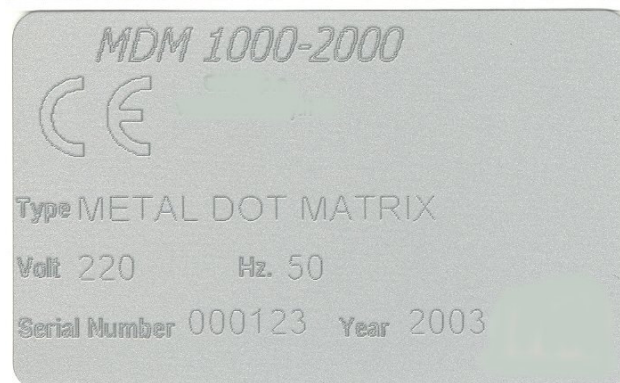 MDM 1000-2000
CE
Type METAL DOT MATRIX
Volt 220 Hz. 50
Serial Number 000123 Year 2003